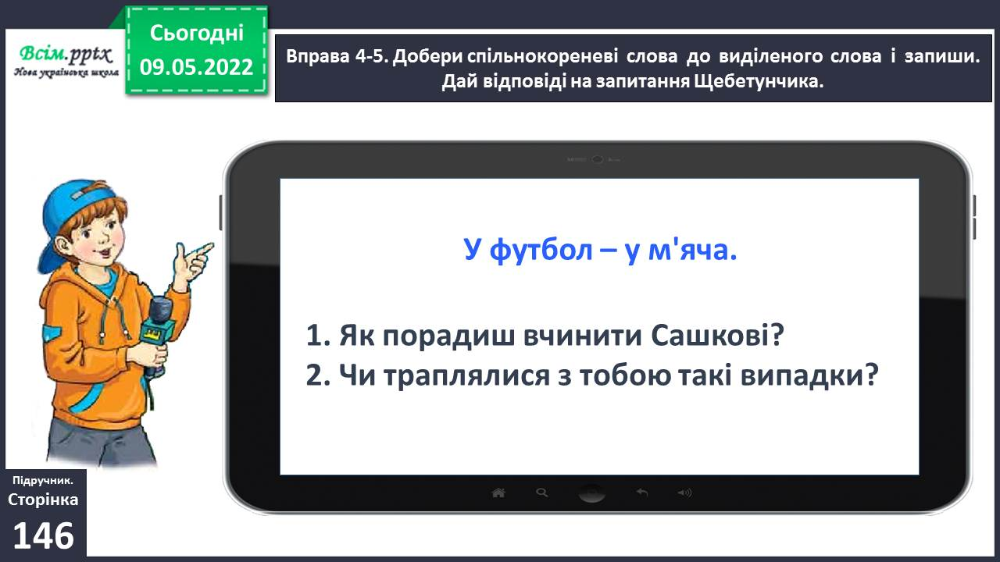 Всім.pptx
Нова українська школа
Сьогодні
09.05.2022
Вправа 4-5. Добери спільнокореневі слова до виділеного слова і запиши.
Дай відповіді на запитання Щебетунчика.
У футбол – у м'яча.
1. Як порадиш вчинити Сашкові?
2. Чи траплялися з тобою такі випадки?
Підручник.
Сторінка
146